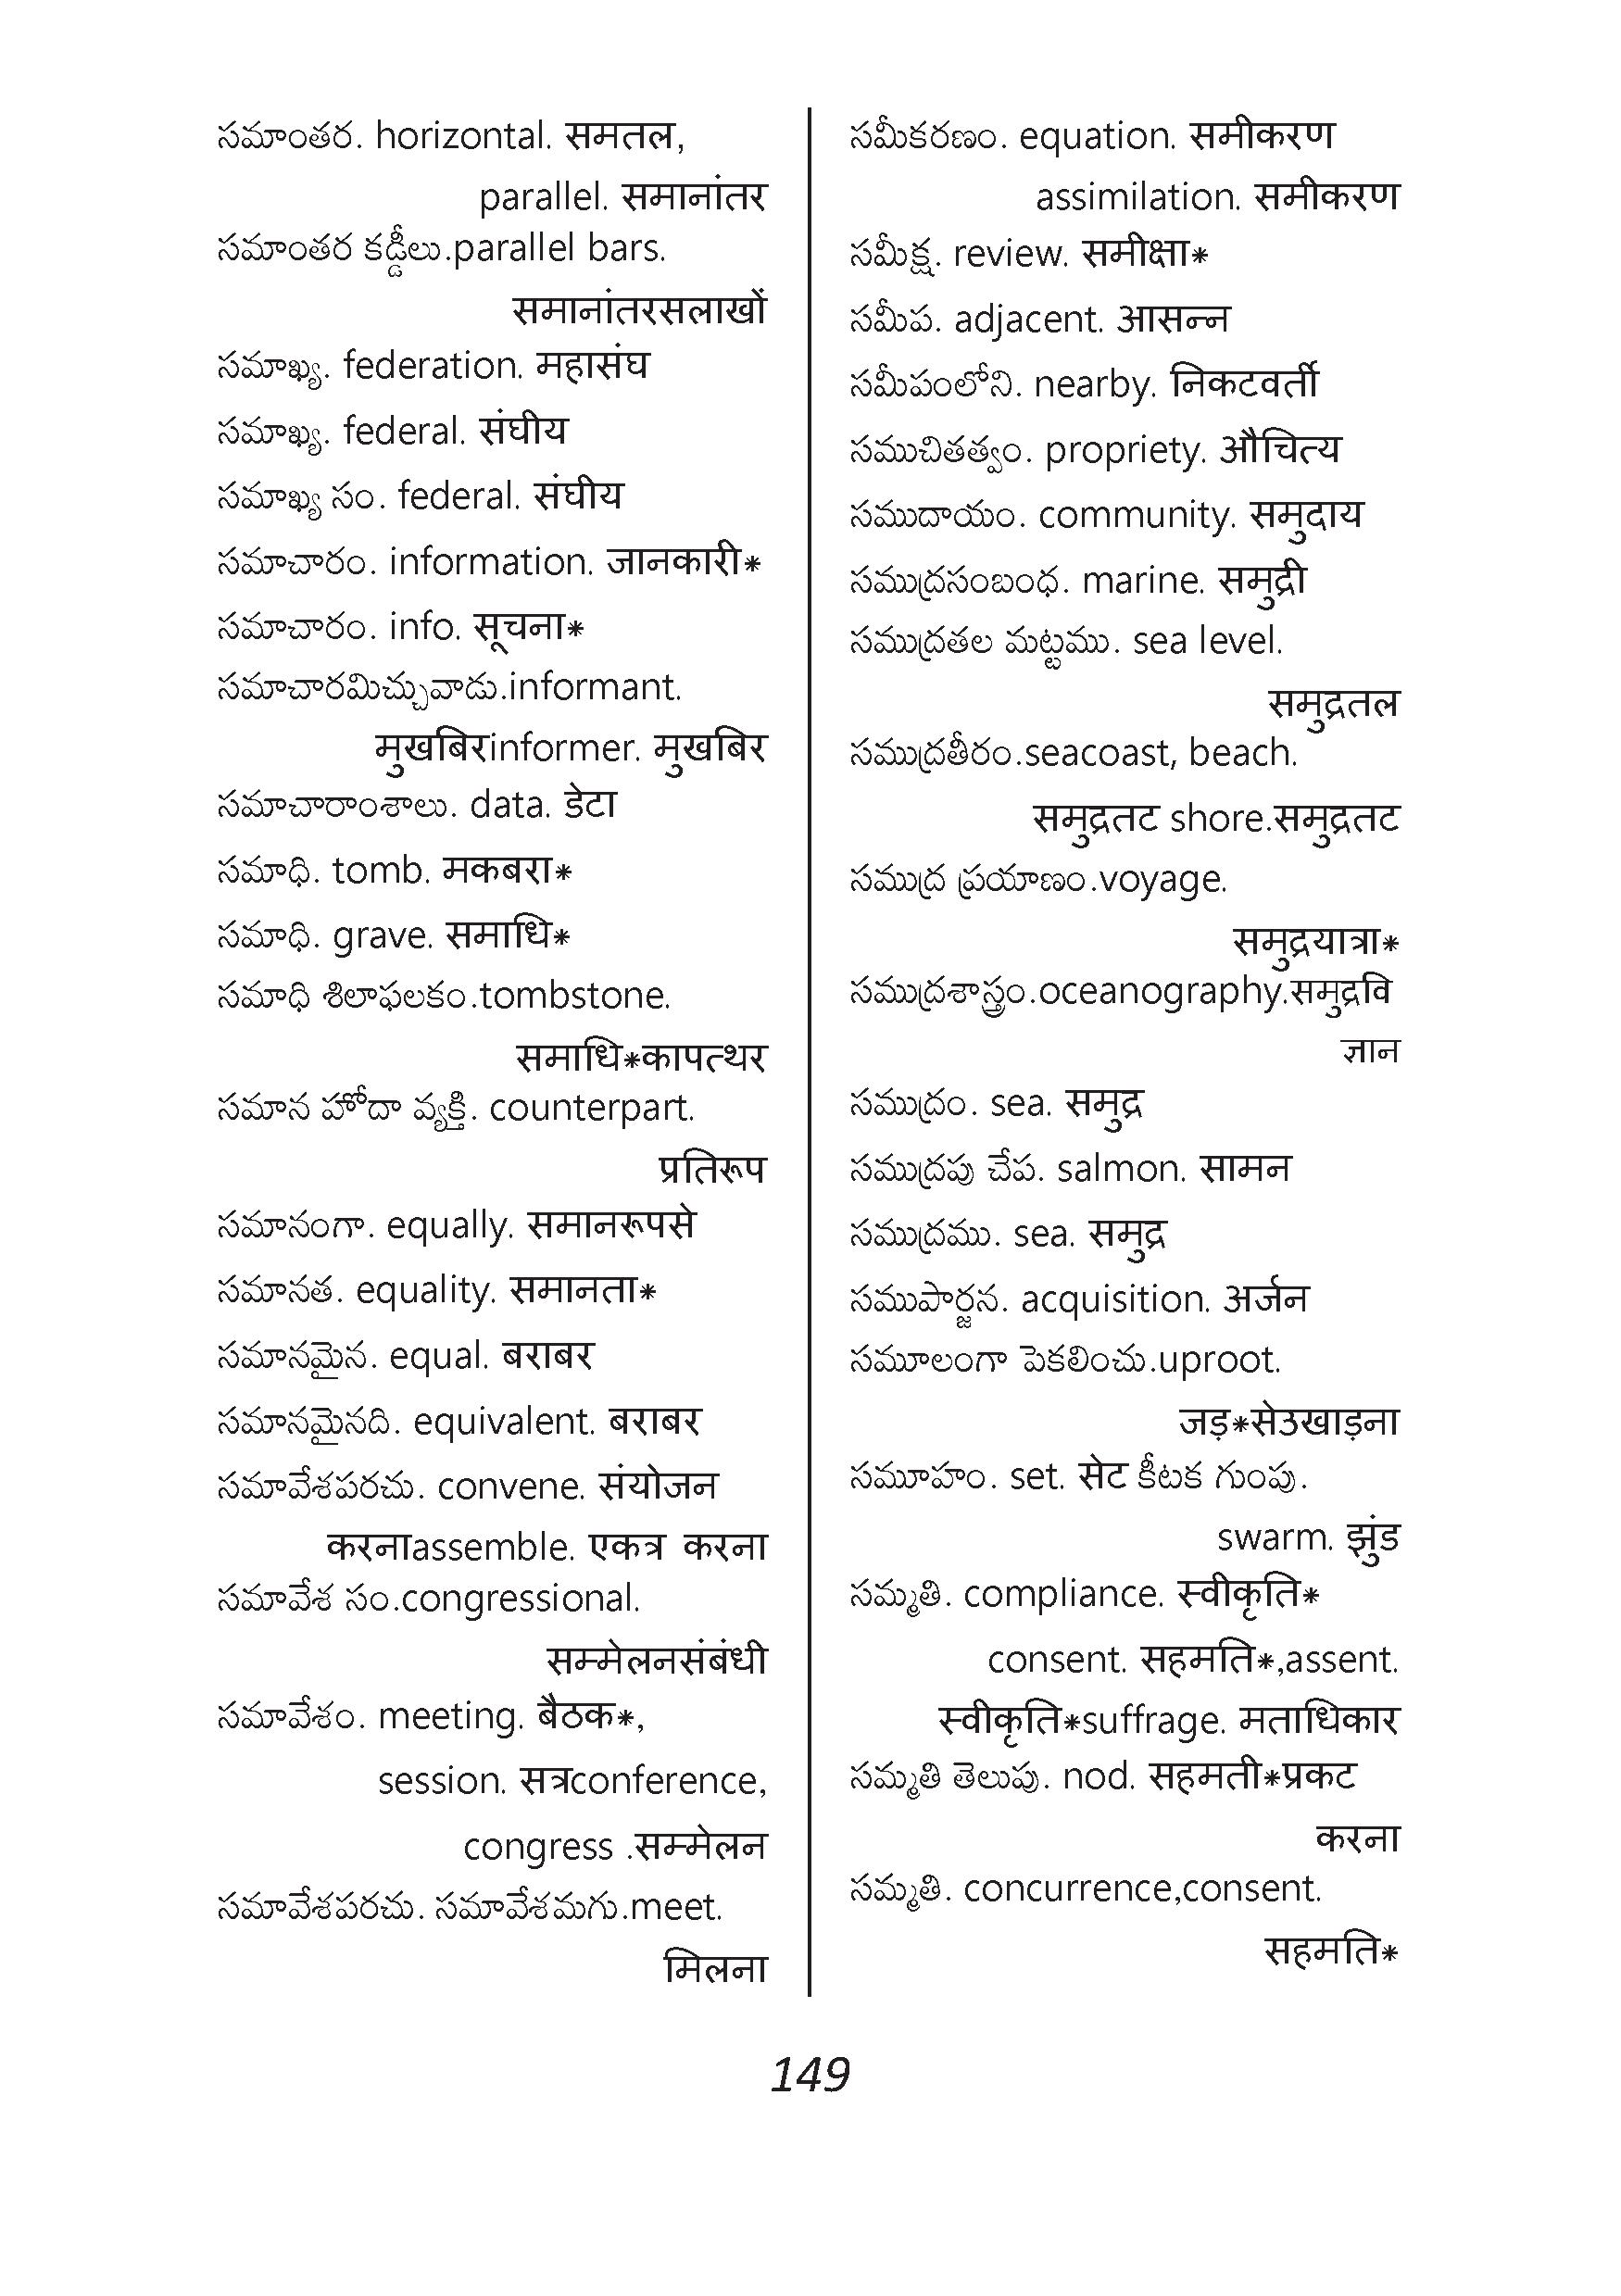 సమాంతర. horizontal. समतल,
parallel. समानांतर
సమాంతర కడ్డీలు.parallel bars.
समानांतरसलाखों
సమాఖ్య. federation. महासंघ
సమాఖ్య. federal. संघीय
సమాఖ్య సం. federal. संघीय
సమాచారం. information. जानकारी*
సమాచారం. info. सूचना*
సమాచారమిచ్చువాడు.informant.
मुखबिरinformer. मुखबिर
సమాచారాంశాలు. data. डेटा
సమాధి. tomb. मकबरा*
సమాధి. grave. समाधि*
సమాధి శిలాఫలకం.tombstone.
समाधि*कापत्थर
సమాన హోదా వ్యక్తి. counterpart.
प्रतिरूप
సమానంగా. equally. समानरूपसे
సమానత. equality. समानता*
సమానమైన. equal. बराबर
సమానమైనది. equivalent. बराबर
సమావేశపరచు. convene. संयोजन
करनाassemble. एकत्र करना
సమావేశ సం.congressional.
सम्मेलनसंबंधी
సమావేశం. meeting. बैठक*,
session. सत्रconference,
congress .सम्मेलन
సమావేశపరచు. సమావేశమగు.meet.
मिलना
సమీకరణం. equation. समीकरण
assimilation. समीकरण
సమీక్ష. review. समीक्षा*
సమీప. adjacent. आसन्न
సమీపంలోని. nearby. निकटवर्ती
సముచితత్వం. propriety. औचित्य
సముదాయం. community. समुदाय
సముద్రసంబంధ. marine. समुद्री
సముద్రతల మట్టము. sea level.
समुद्रतल
సముద్రతీరం.seacoast, beach.
समुद्रतट shore.समुद्रतट
సముద్ర ప్రయాణం.voyage.
समुद्रयात्रा*
సముద్రశాస్త్రం.oceanography.समुद्रवि
ज्ञान
సముద్రం. sea. समुद्र
సముద్రపు చేప. salmon. सामन
సముద్రము. sea. समुद्र
సముపార్జన. acquisition. अर्जन
సమూలంగా పెకలించు.uproot.
जड़*सेउखाड़ना
సమూహం. set. सेट కీటక గుంపు.
swarm. झुंड
సమ్మతి. compliance. स्वीकृति*
consent. सहमति*,assent.
स्वीकृति*suffrage. मताधिकार
సమ్మతి తెలుపు. nod. सहमती*प्रकट
करना
సమ్మతి. concurrence,consent.
सहमति*
149